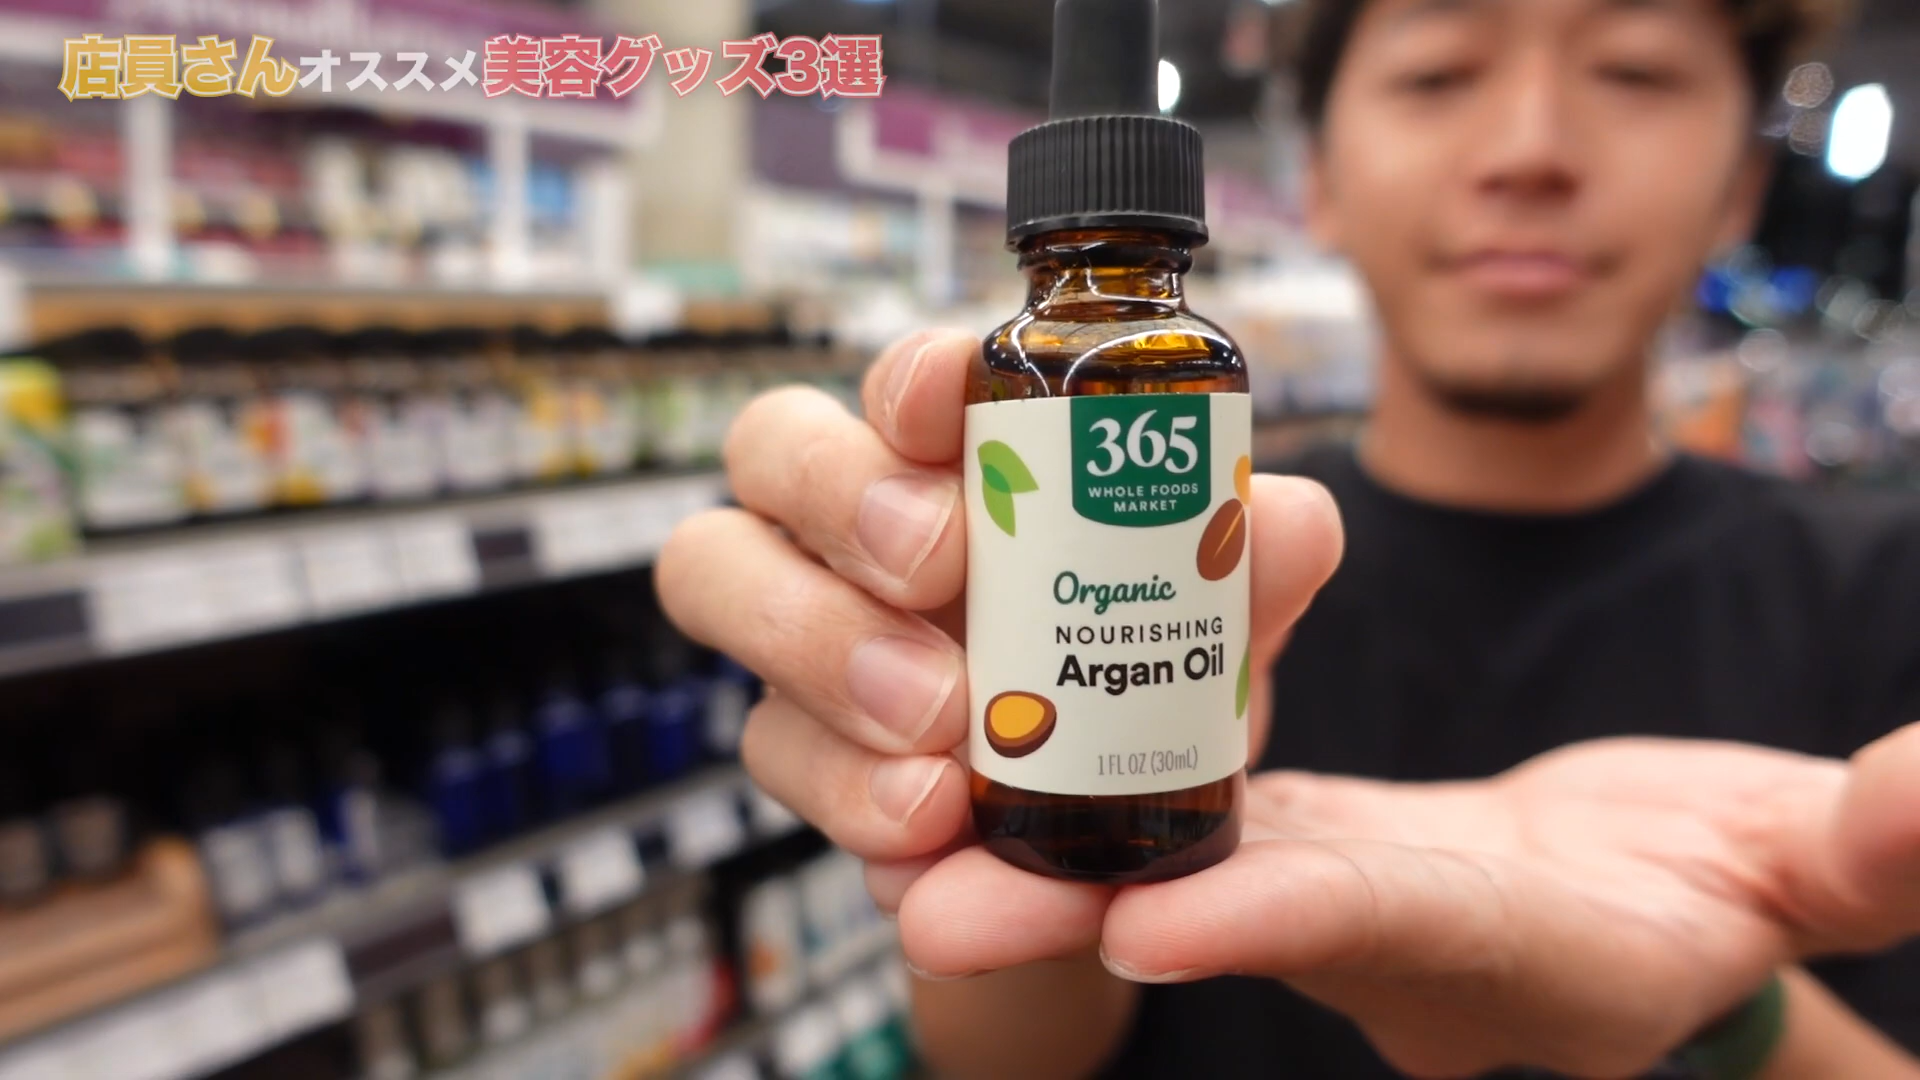 店員さんオススメ美容グッズ3選
365
WHOLE FOODS
MARKET
Organic
NOURISHING
Argan Oil
1 FL OZ (30mL)